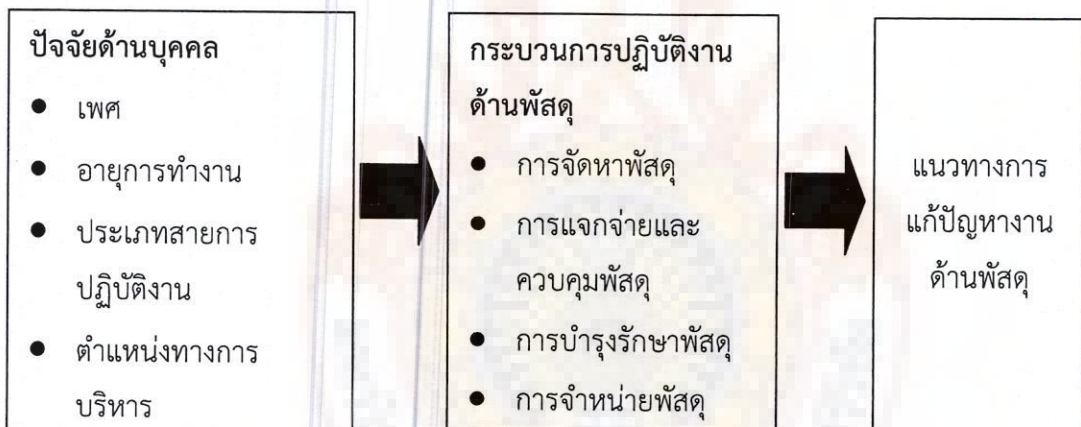 ปัจจัยด้านบุคคล
● เพศ
● อายุการทำงาน
● ประเภทสายการ
ปฏิบัติงาน
● ตำแหน่งทางการ
บริหาร
กระบวนการปฏิบัติงาน
ด้านพัสดุ
● การจัดหาพัสดุ
● การแจกจ่ายและ
ควบคุมพัสดุ
● การบำรุงรักษาพัสดุ
● การจำหน่ายพัสดุ
แนวทางการ
แก้ปัญหางาน
ด้านพัสดุ